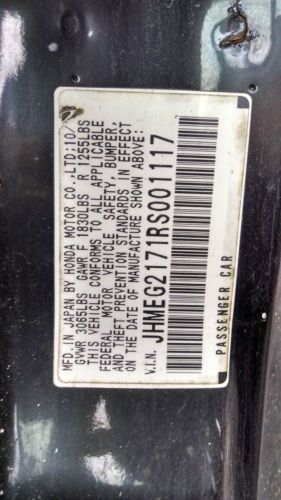 MFD.IN JAPAN BY HONDA MOTOR CO.,LTD:10/
GVWR 3065LBS GAWR F 1830LBS R 1255LBS
THIS VEHICLE CONFORMS TO ALL APPLICABLE
FEDERAL MOTOR VEHICLE SAFETY, BUMPER,
AND THEFT PREVENTION STANDARDS IN EFFECT
ON THE DATE OF MANUFACTURE SHOWN ABOVE:
V.I.N. JHMEG2171RS0011117
PASSENGER CAR